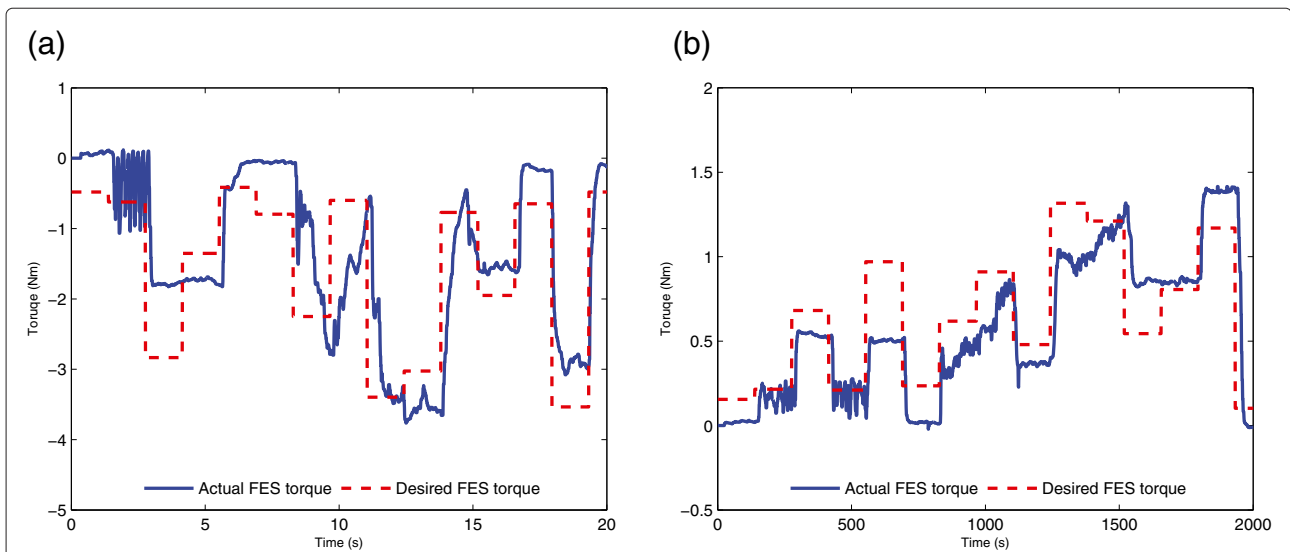 (a)
1
0
−1
−2
−3
−4
−5
Toruqe (Nm)
0 5 10 15 20
Time (s)
Actual FES torque Desired FES torque
(b)
2
1.5
1
0.5
0
−0.5
Toruqe (Nm)
0 500 1000 1500 2000
Time (s)
Actual FES torque Desired FES torque